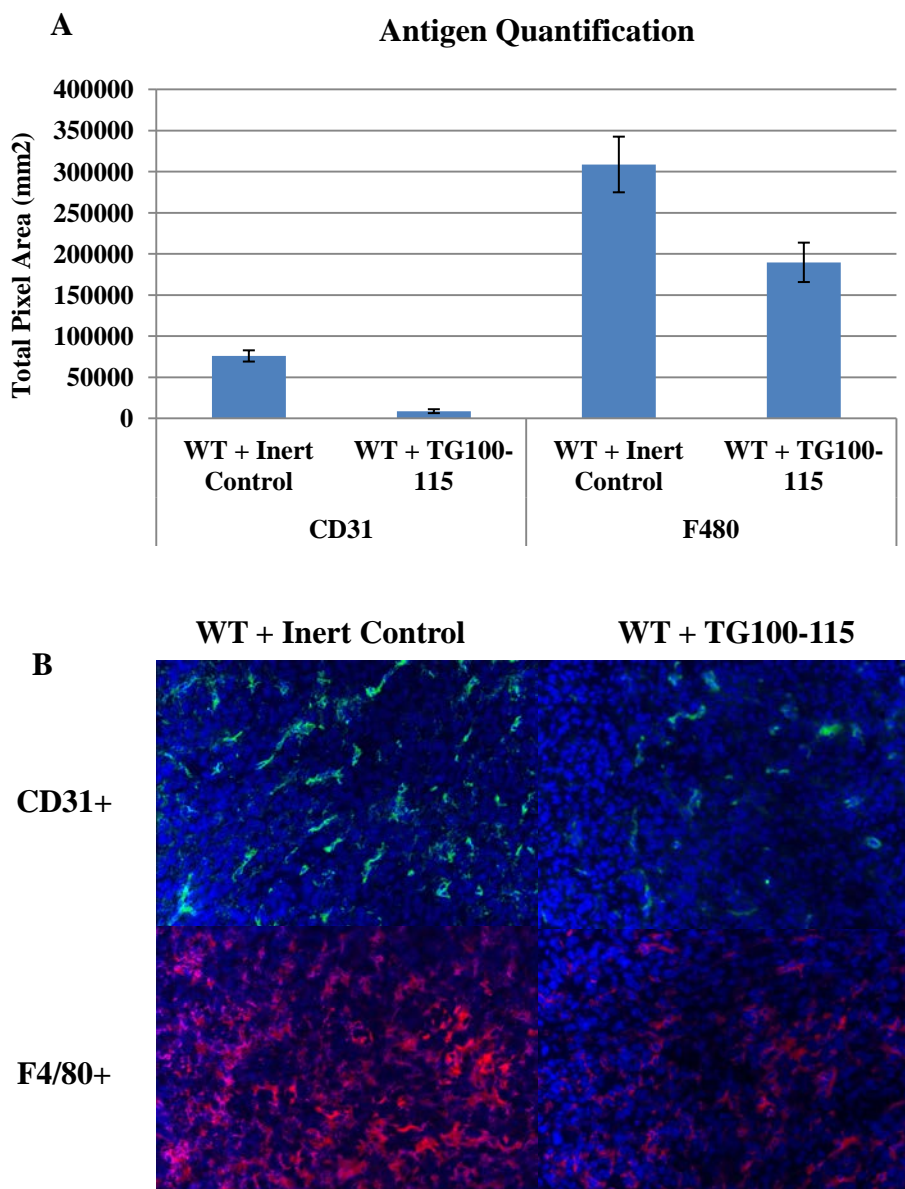 A
Antigen Quantification
Total Pixel Area (mm2)
400000
350000
300000
250000
200000
150000
100000
50000
0
WT + Inert
Control
WT + TG100-
115
WT + Inert
Control
WT + TG100-
115
CD31
F480
WT + Inert Control
WT + TG100-115
B
CD31+
F4/80+